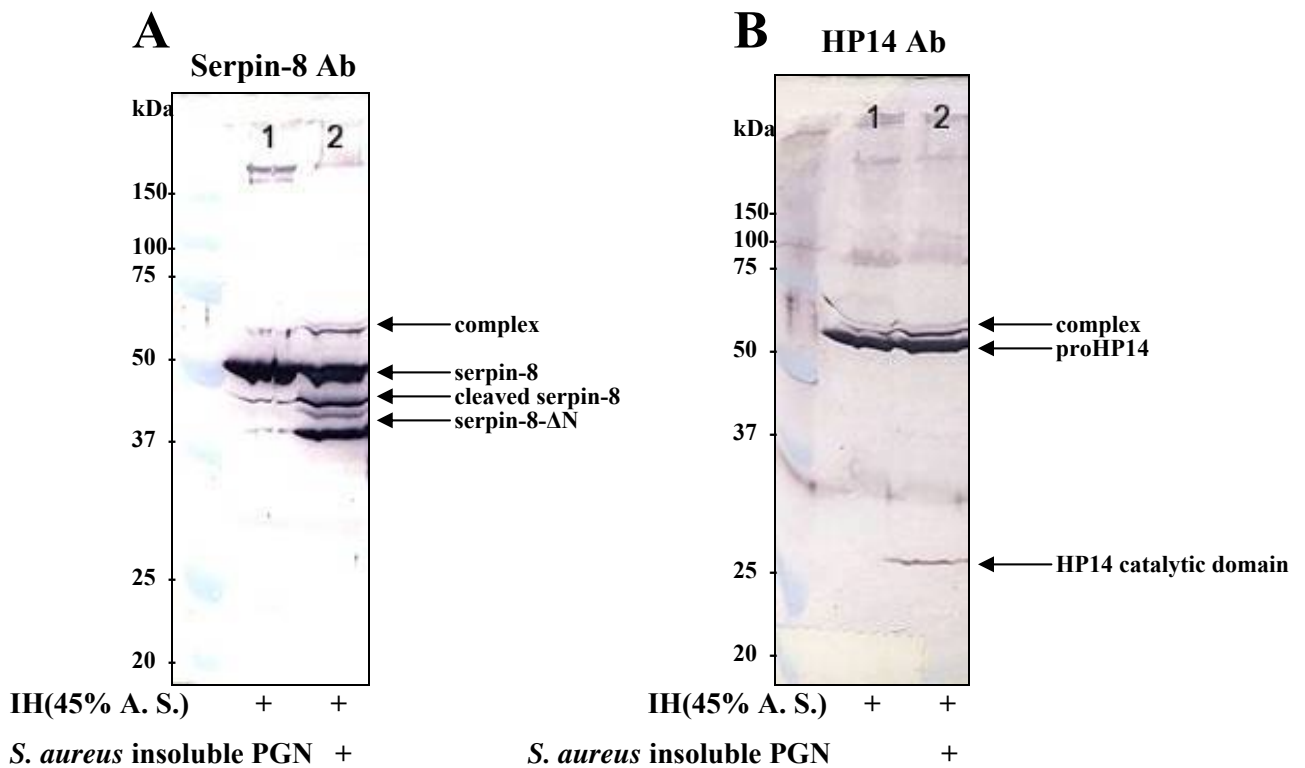 A
Serpin-8 Ab
kDa
1 2
150
100
75
complex
50
serpin-8
cleaved serpin-8
serpin-8-ΔN
37
25
20
IH(45% A. S.) + +
S. aureus insoluble PGN +
B
HP14 Ab
kDa
1 2
150
100
75
complex
proHP14
50
37
HP14 catalytic domain
25
20
IH(45% A. S.) + +
S. aureus insoluble PGN +